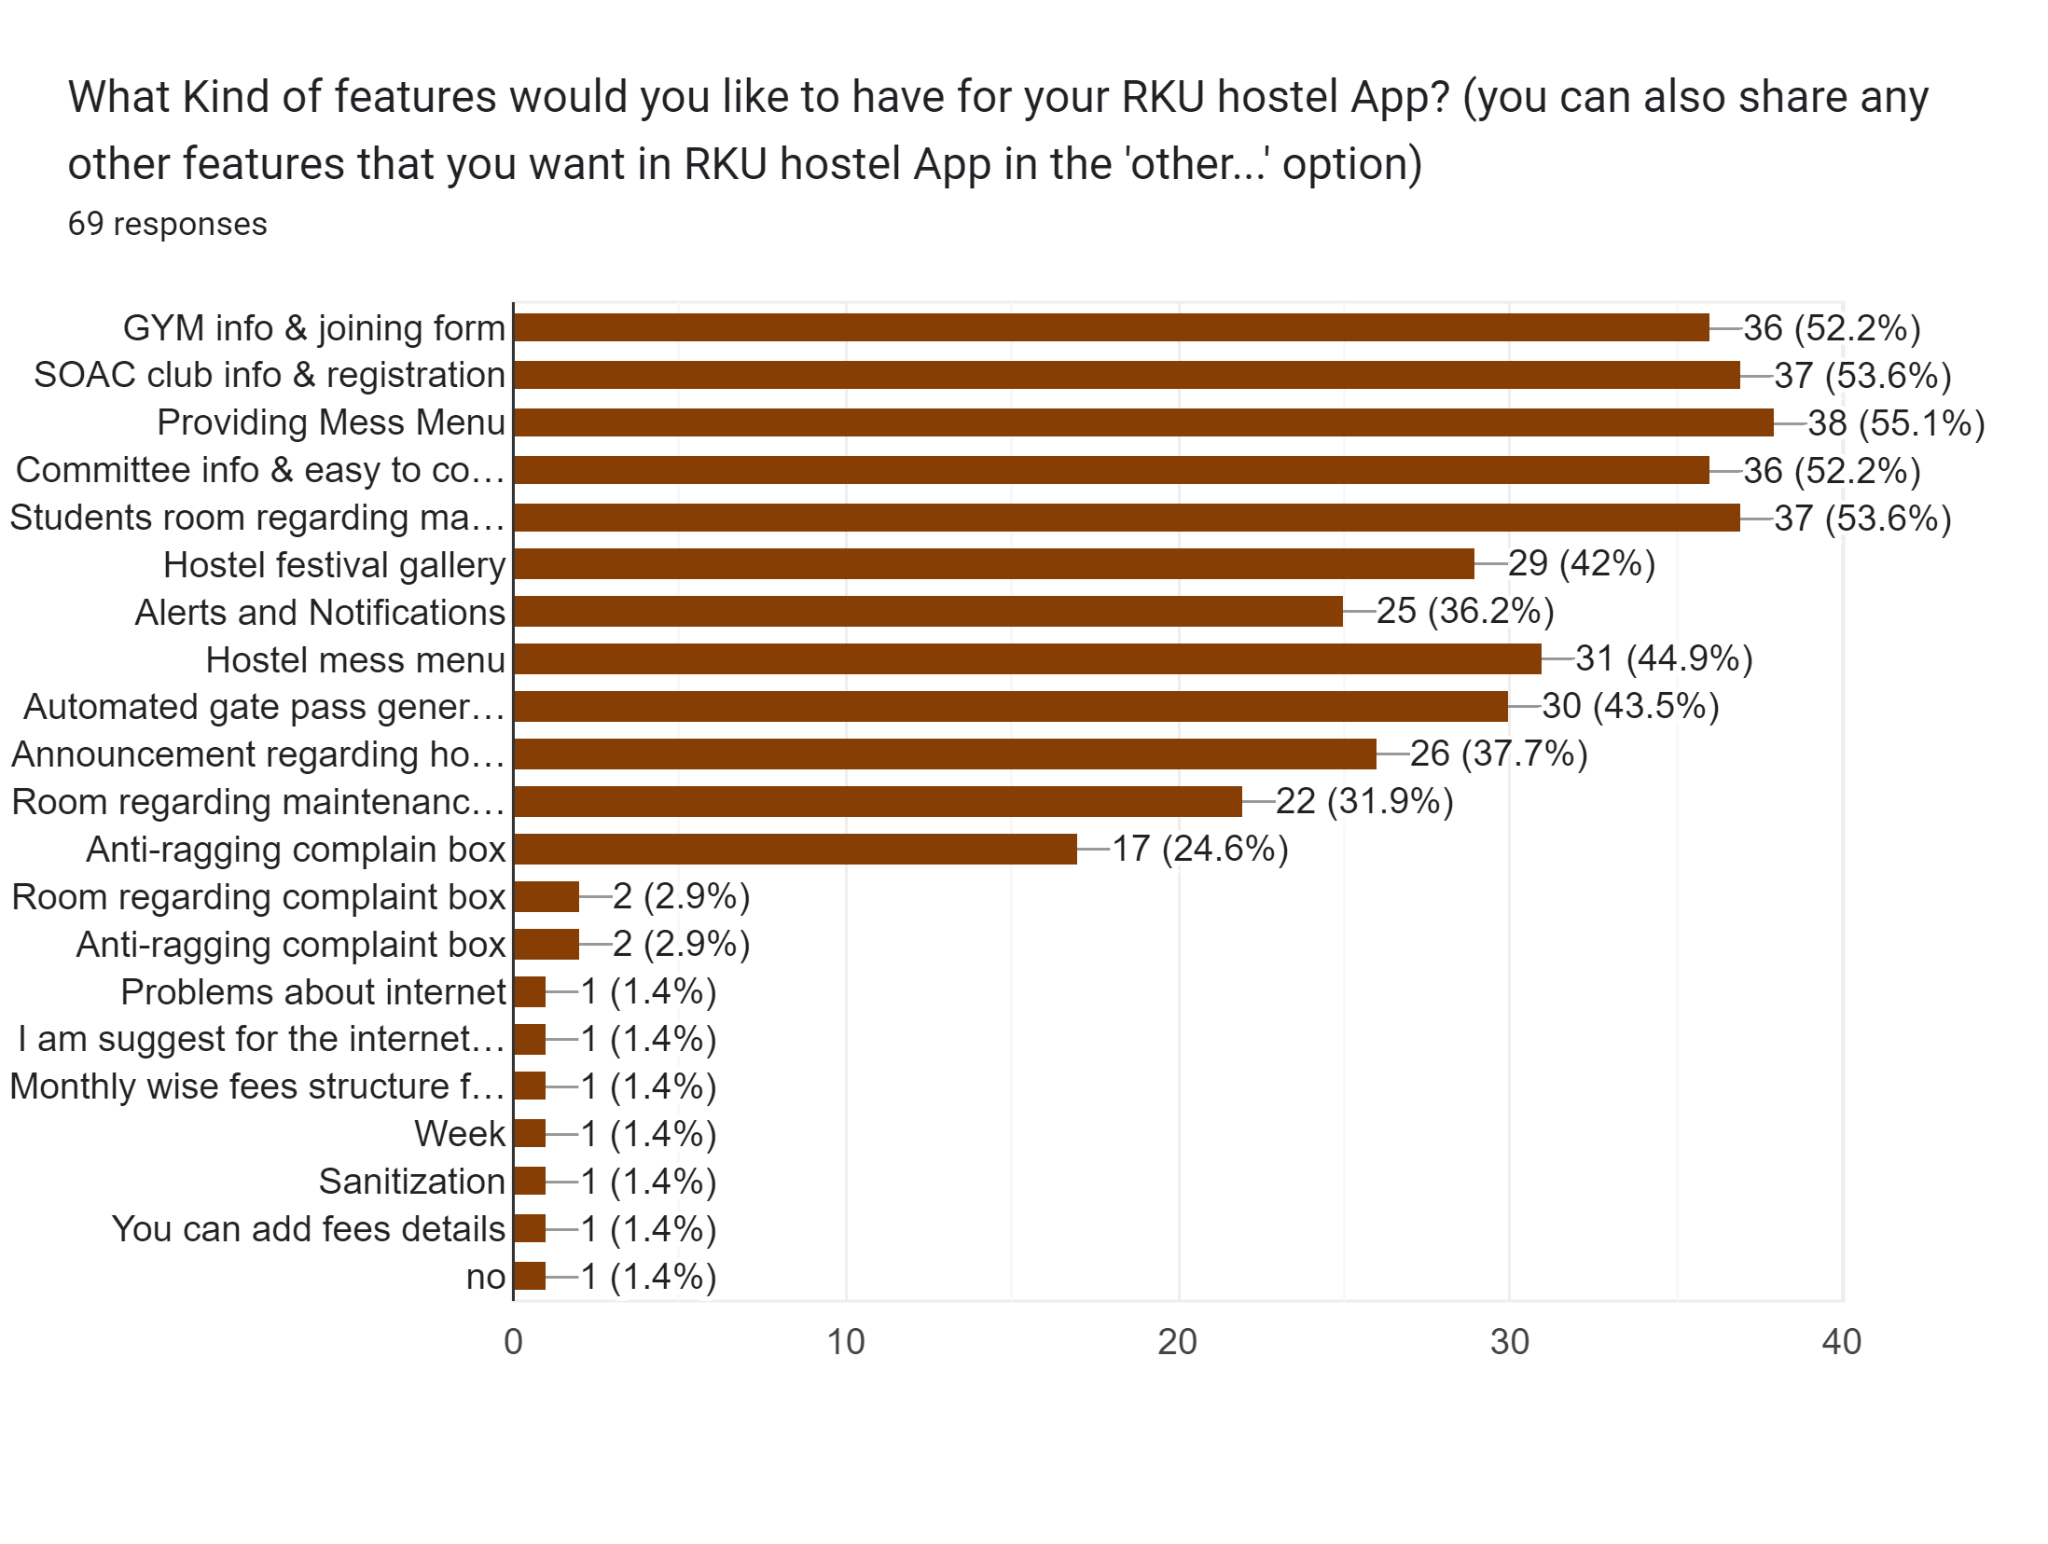 What Kind of features would you like to have for your RKU hostel App? (you can also share any
other features that you want in RKU hostel App in the 'other...' option)
69 responses
GYM info & joining form 36 (52.2%)
SOAC club info & registration 37 (53.6%)
Providing Mess Menu 38 (55.1%)
Committee info & easy to co… 36 (52.2%)
Students room regarding ma… 37 (53.6%)
Hostel festival gallery 29 (42%)
Alerts and Notifications 25 (36.2%)
Hostel mess menu 31 (44.9%)
Automated gate pass gener… 30 (43.5%)
Announcement regarding ho… 26 (37.7%)
Room regarding maintenanc… 22 (31.9%)
Anti-ragging complain box 17 (24.6%)
Room regarding complaint box 2 (2.9%)
Anti-ragging complaint box 2 (2.9%)
Problems about internet 1 (1.4%)
I am suggest for the internet… 1 (1.4%)
Monthly wise fees structure f… 1 (1.4%)
Week 1 (1.4%)
Sanitization 1 (1.4%)
You can add fees details 1 (1.4%)
no 1 (1.4%)
0 10 20 30 40